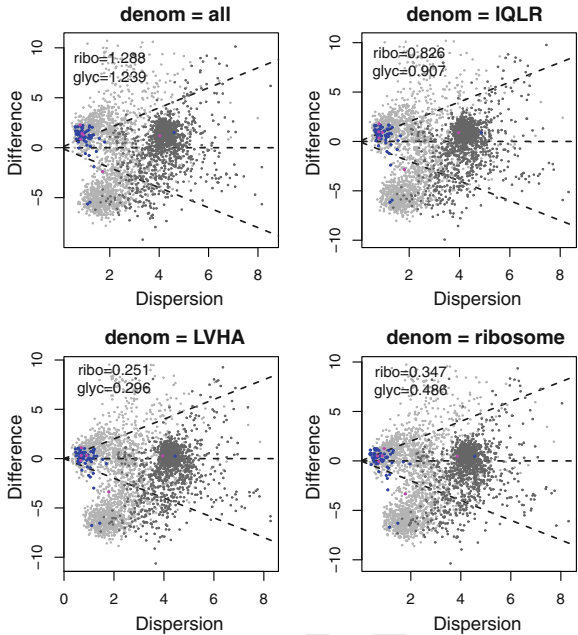 denom = all
ribo=1.288
glyc=1.239
10
5
0
−5
Difference
2
4
6
8
Dispersion
denom = IQLR
ribo=0.826
glyc=0.907
10
5
0
−5
−10
Difference
2
4
6
8
Dispersion
denom = LVHA
ribo=0.251
glyc=0.296
10
5
0
−5
−10
Difference
0
2
4
6
8
Dispersion
denom = ribosome
ribo=0.347
glyc=0.486
10
5
0
−5
−10
Difference
2
4
6
8
Dispersion